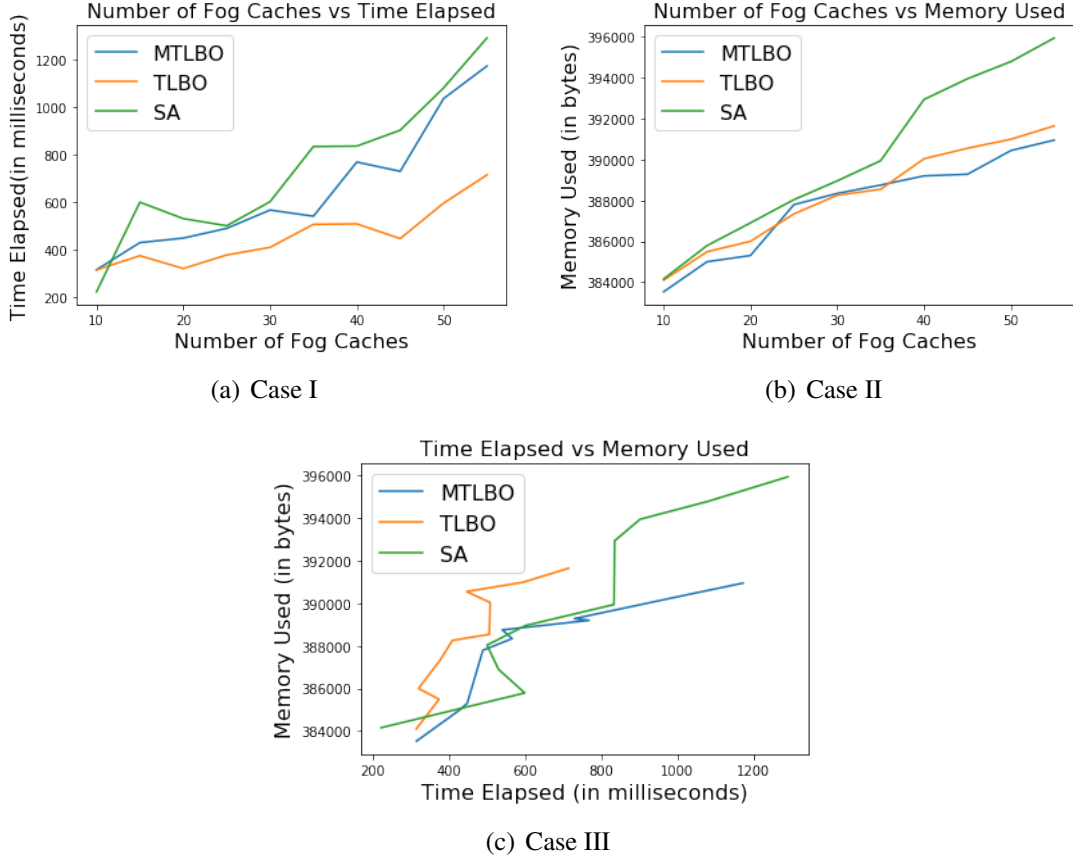 Number of Fog Caches vs Time Elapsed
Time Elapsed(in milliseconds)
1200
1000
800
600
400
200
MTLBO
TLBO
SA
10
20
30
40
50
Number of Fog Caches
(a) Case I
Number of Fog Caches vs Memory Used
Memory Used (in bytes)
396000
394000
392000
390000
388000
386000
384000
MTLBO
TLBO
SA
10
20
30
40
50
Number of Fog Caches
(b) Case II
Time Elapsed vs Memory Used
Memory Used (in bytes)
396000
394000
392000
390000
388000
386000
384000
MTLBO
TLBO
SA
200
400
600
800
1000
1200
Time Elapsed (in milliseconds)
(c) Case III